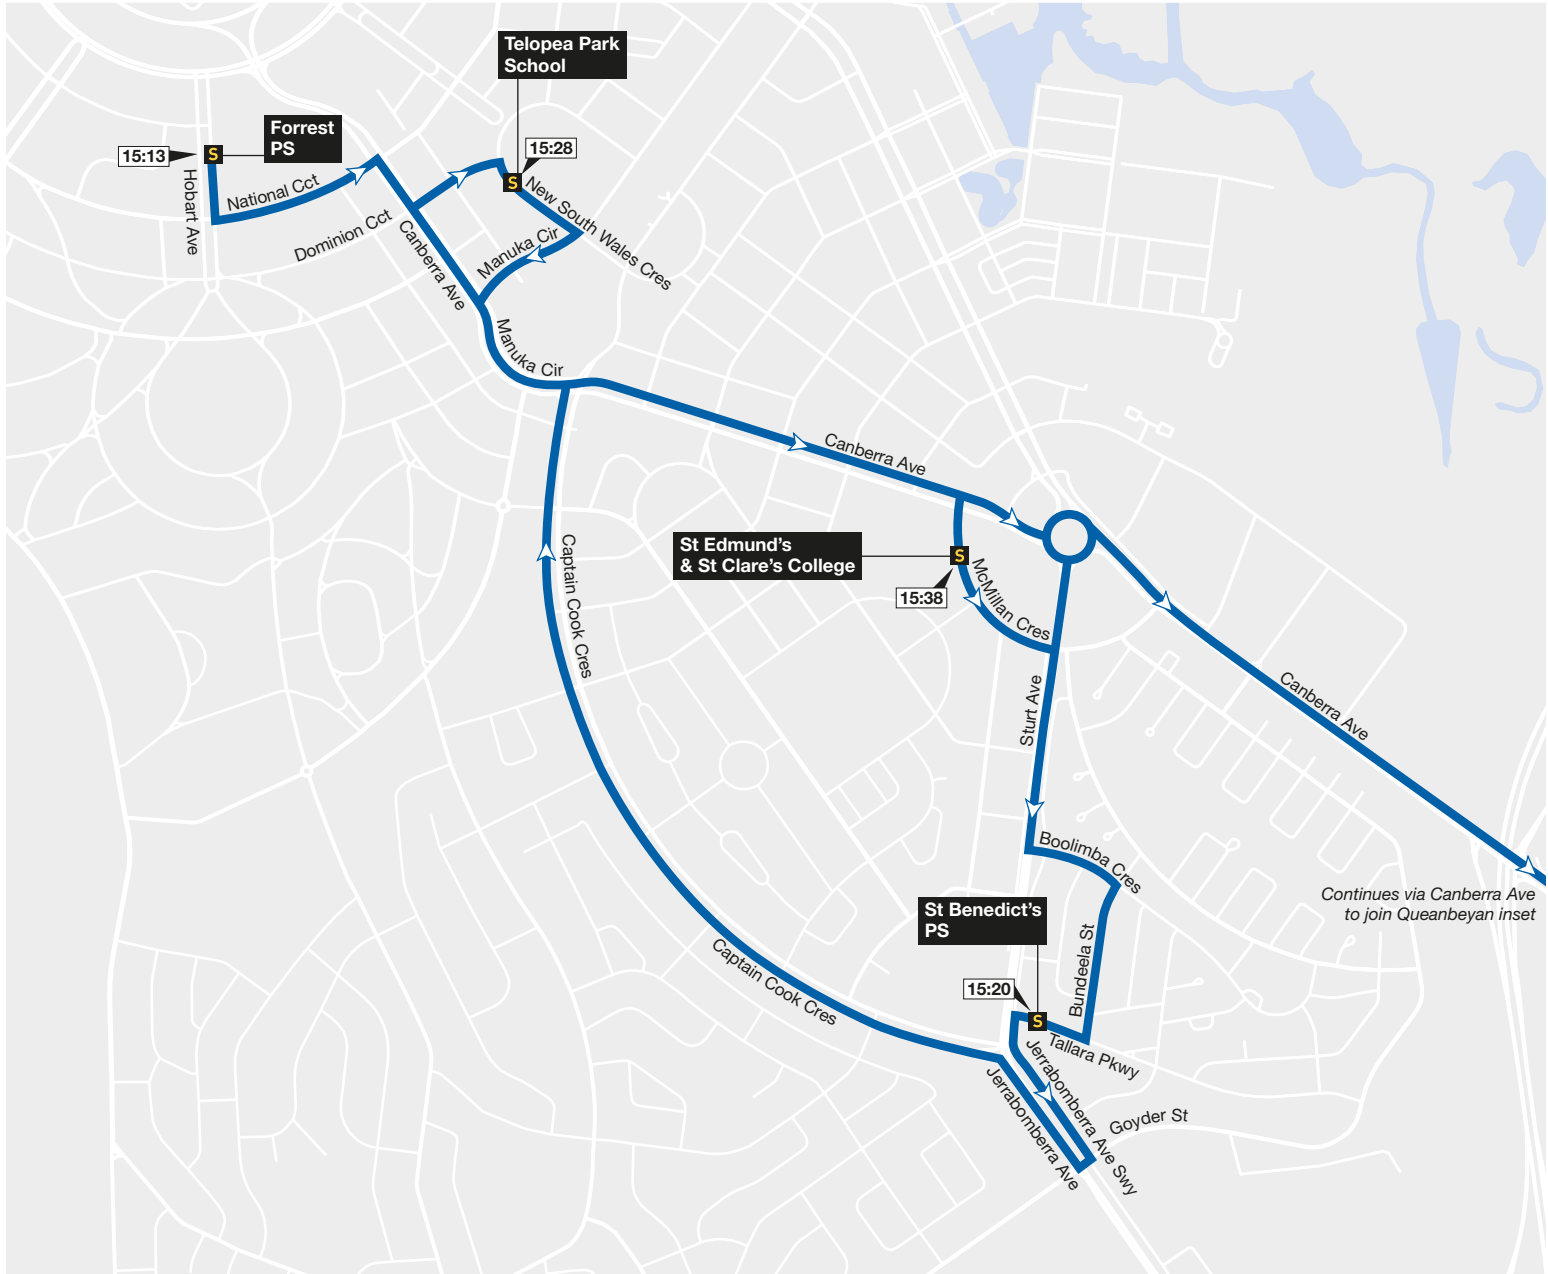 Telopea Park
School
Forrest
PS
15:13
15:28
S
S
Hobart Ave
National Cct
Dominion Cct
Canberra Ave
New South Wales Cres
Manuka Cir
Manuka Cir
Canberra Ave
St Edmund's
& St Clare's College
S
15:38
McMillan Cres
Captain Cook Cres
Sturt Ave
Canberra Ave
Boolimba Cres
Continues via Canberra Ave
to join Queanbeyan inset
St Benedict's
PS
Bundeela St
Captain Cook Cres
15:20
S
Tallara Pkwy
Jerrabomberra Ave Swy
Jerrabomberra Ave
Goyder St